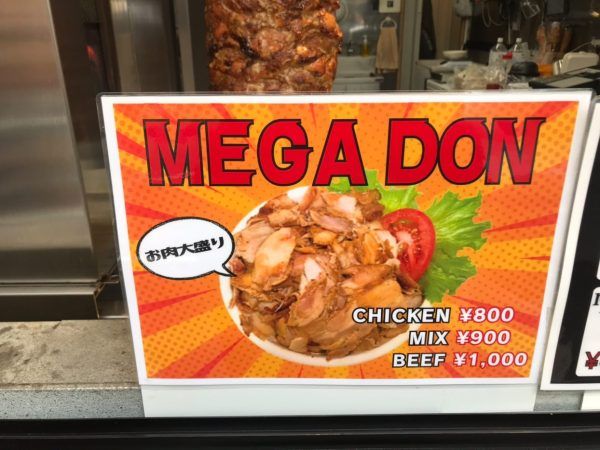 MEGA DON
お肉大盛り
CHICKEN ¥800
MIX ¥900
BEEF ¥1,000